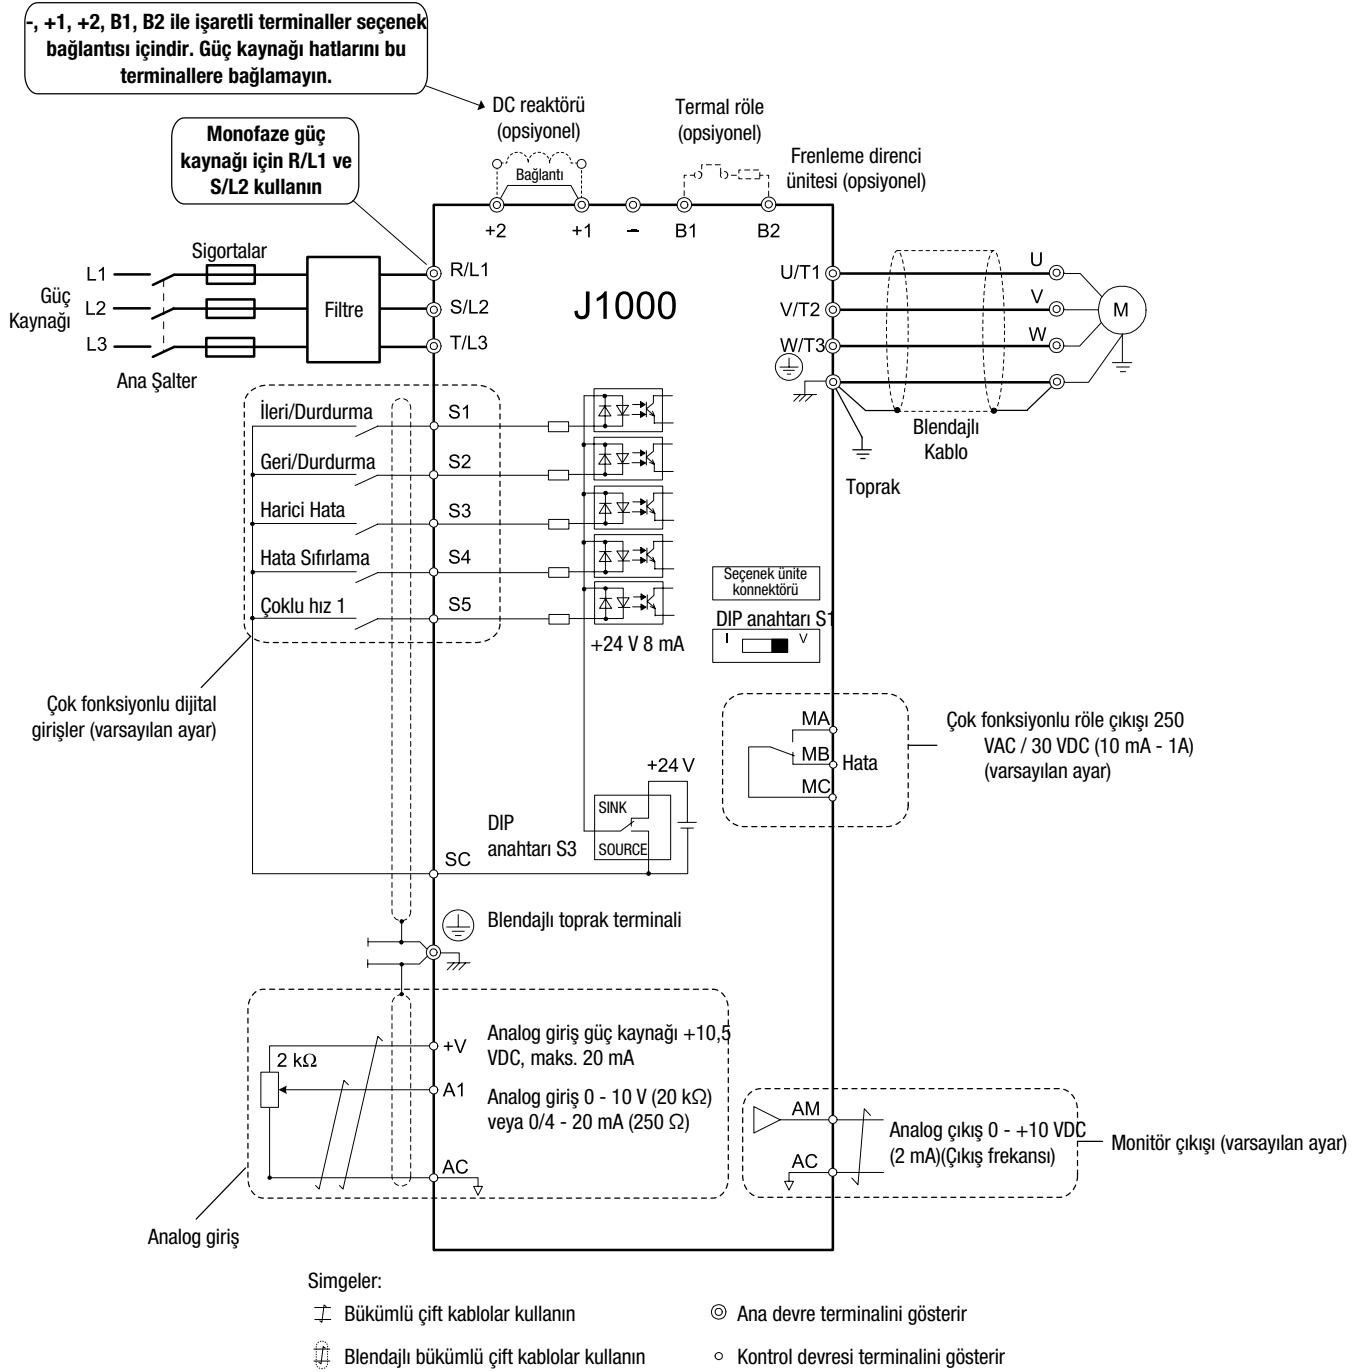 -, +1, +2, B1, B2 ile işaretli terminaller seçenek
bağlantısı içindir. Güç kaynağı hatlarını bu
terminallere bağlamayın.
DC reaktörü
(opsiyonel)
Termal röle
(opsiyonel)
Monofaze güç
kaynağı için R/L1 ve
S/L2 kullanın
Bağlantı
Frenleme direnci
ünitesi (opsiyonel)
+2
+1
–
B1
B2
Sigortalar
L1
L2
L3
Güç
Kaynağı
Filtre
Ana Şalter
R/L1
S/L2
T/L3
J1000
U/T1
V/T2
W/T3
U
V
W
M
Blendajlı
Kablo
Toprak
İleri/Durdurma
S1
Geri/Durdurma
S2
Harici Hata
S3
Hata Sıfırlama
S4
Çoklu hız 1
S5
+24 V 8 mA
Seçenek ünite
konnektörü
DIP anahtarı S1
I
V
Çok fonksiyonlu dijital
girişler (varsayılan ayar)
MA
MB
MC
Hata
Çok fonksiyonlu röle çıkışı 250
VAC / 30 VDC (10 mA - 1A)
(varsayılan ayar)
+24 V
SINK
SOURCE
DIP
anahtarı S3
SC
Blendajlı toprak terminali
2 kΩ
+V
Analog giriş güç kaynağı +10,5
VDC, maks. 20 mA
A1
Analog giriş 0 - 10 V (20 kΩ)
veya 0/4 - 20 mA (250 Ω)
AC
Analog giriş
AM
AC
Analog çıkış 0 - +10 VDC
(2 mA)(Çıkış frekansı)
Monitör çıkışı (varsayılan ayar)
Simgeler:
Bükümlü çift kablolar kullanın
Ana devre terminalini gösterir
Blendajlı bükümlü çift kablolar kullanın
Kontrol devresi terminalini gösterir